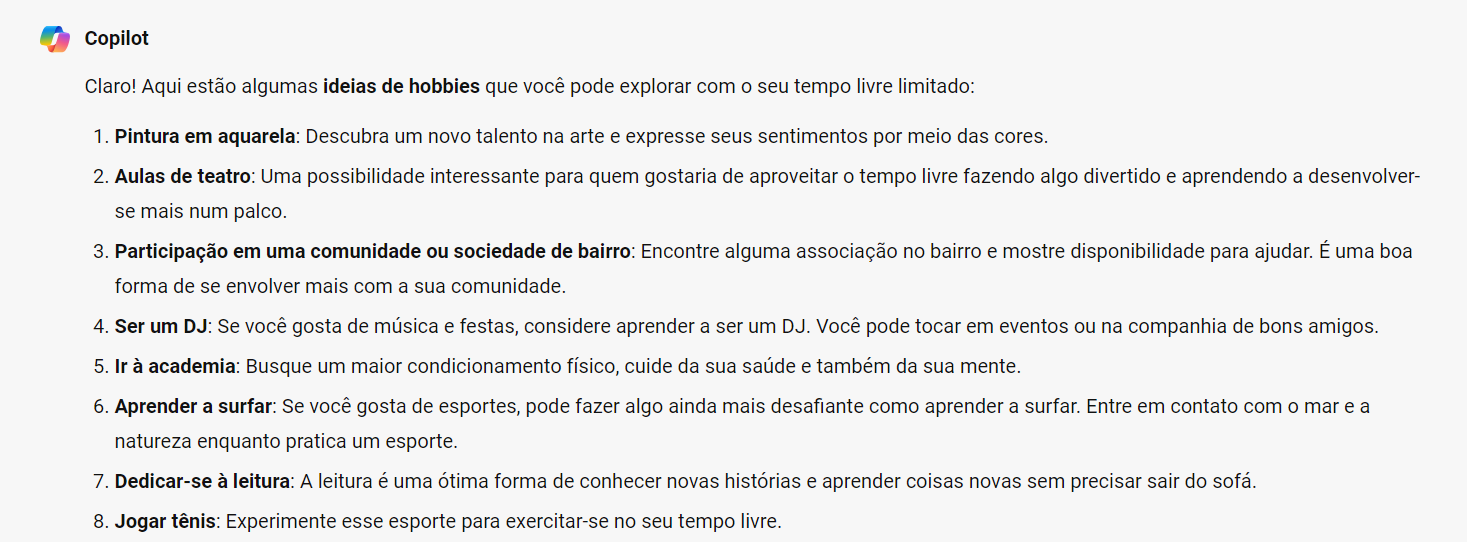 Copilot
Claro! Aqui estão algumas ideias de hobbies que você pode explorar com o seu tempo livre limitado:
1. Pintura em aquarela: Descubra um novo talento na arte e expresse seus sentimentos por meio das cores.
2. Aulas de teatro: Uma possibilidade interessante para quem gostaria de aproveitar o tempo livre fazendo algo divertido e aprendendo a desenvolver-
se mais num palco.
3. Participação em uma comunidade ou sociedade de bairro: Encontre alguma associação no bairro e mostre disponibilidade para ajudar. É uma boa
forma de se envolver mais com a sua comunidade.
4. Ser um DJ: Se você gosta de música e festas, considere aprender a ser um DJ. Você pode tocar em eventos ou na companhia de bons amigos.
5. Ir à academia: Busque um maior condicionamento físico, cuide da sua saúde e também da sua mente.
6. Aprender a surfar: Se você gosta de esportes, pode fazer algo ainda mais desafiante como aprender a surfar. Entre em contato com o mar e a
natureza enquanto pratica um esporte.
7. Dedicar-se à leitura: A leitura é uma ótima forma de conhecer novas histórias e aprender coisas novas sem precisar sair do sofá.
8. Jogar tênis: Experimente esse esporte para exercitar-se no seu tempo livre.